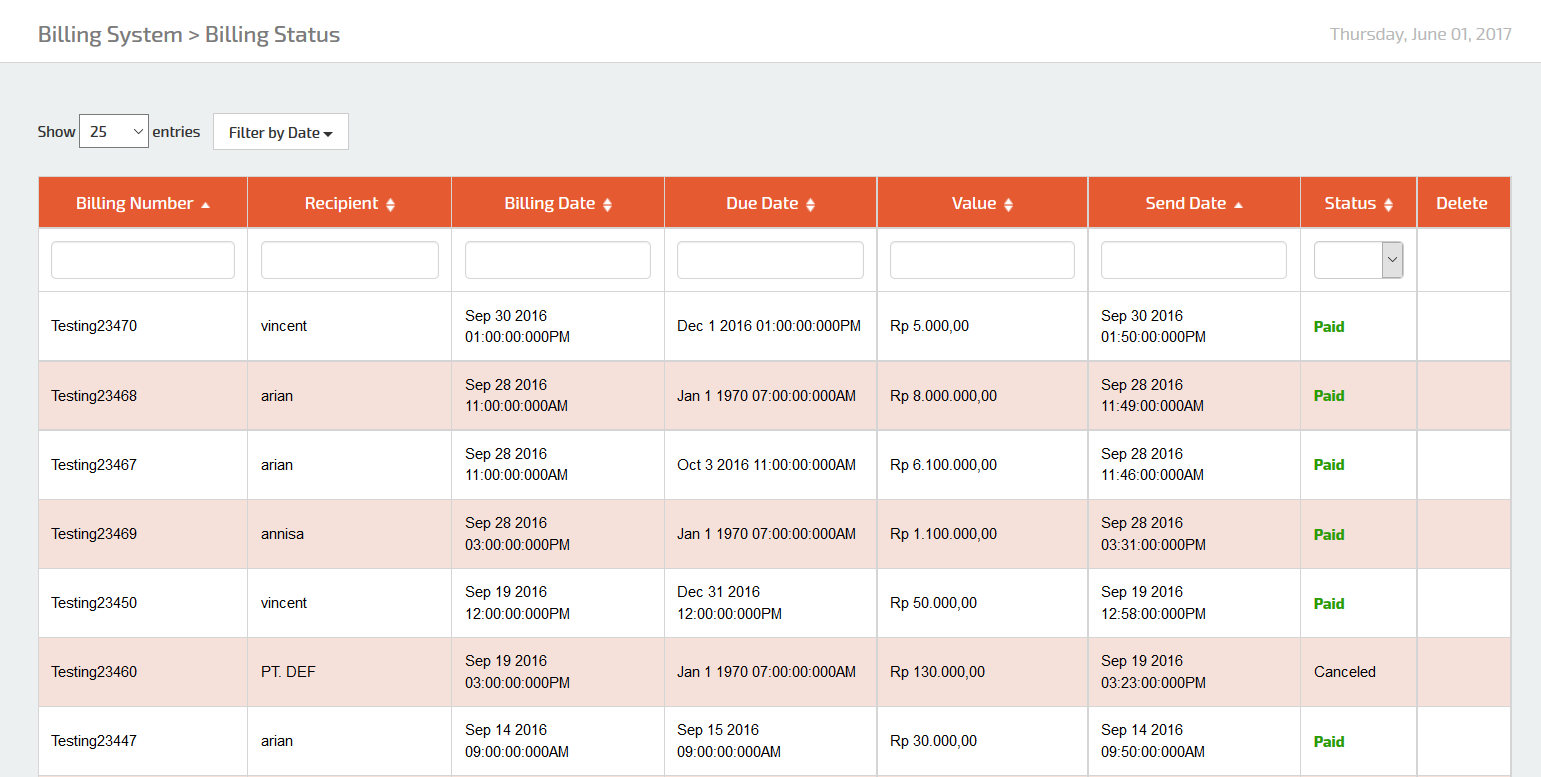 Billing System > Billing Status
Thursday, June 01, 2017
Show 25 entries Filter by Date
Billing Number Recipient Billing Date Due Date Value Send Date Status Delete
Testing23470 vincent Sep 30 2016 01:00:00:000PM Dec 1 2016 01:00:00:000PM Rp 5.000,00 Sep 30 2016 01:50:00:000PM Paid
Testing23468 arian Sep 28 2016 11:00:00:000AM Jan 1 1970 07:00:00:000AM Rp 8.000.000,00 Sep 28 2016 11:49:00:000AM Paid
Testing23467 arian Sep 28 2016 11:00:00:000AM Oct 3 2016 11:00:00:000AM Rp 6.100.000,00 Sep 28 2016 11:46:00:000AM Paid
Testing23469 annisa Sep 28 2016 03:00:00:000PM Jan 1 1970 07:00:00:000AM Rp 1.100.000,00 Sep 28 2016 03:31:00:000PM Paid
Testing23450 vincent Sep 19 2016 12:00:00:000PM Dec 31 2016 12:00:00:000PM Rp 50.000,00 Sep 19 2016 12:58:00:000PM Paid
Testing23460 PT. DEF Sep 19 2016 03:00:00:000PM Jan 1 1970 07:00:00:000AM Rp 130.000,00 Sep 19 2016 03:23:00:000PM Canceled
Testing23447 arian Sep 14 2016 09:00:00:000AM Sep 15 2016 09:00:00:000AM Rp 30.000,00 Sep 14 2016 09:50:00:000AM Paid